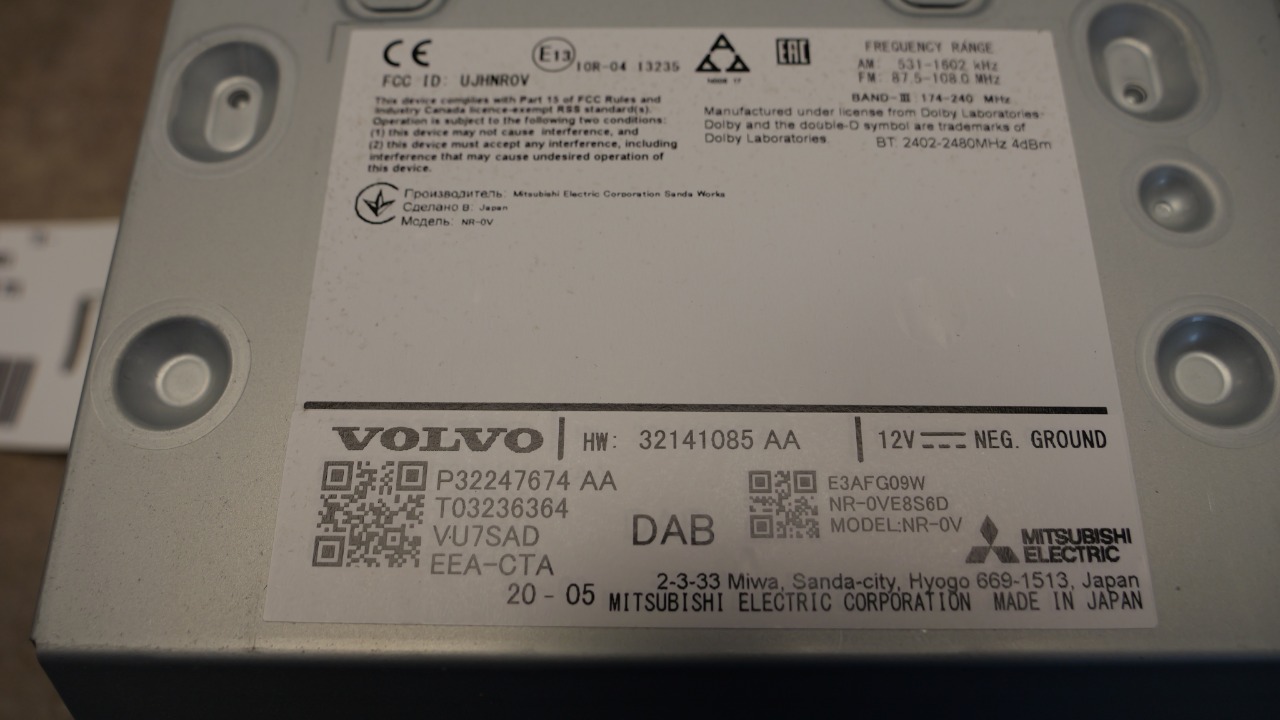 CE
E13 10R-04 13235
EAC
FREQUENCY RANGE
AM: 531-1602 kHz
FM: 87.5-108.0 MHz
BAND-III: 174-240 MHz
FCC ID: UJHNR0V
This device complies with Part 15 of FCC Rules and
Industry Canada licence-exempt RSS standard(s).
Operation is subject to the following two conditions:
(1) this device may not cause interference, and
(2) this device must accept any interference, including
interference that may cause undesired operation of
this device.
Manufactured under license from Dolby Laboratories.
Dolby and the double-D symbol are trademarks of
Dolby Laboratories.
BT: 2402-2480MHz 4dBm
Производитель: Mitsubishi Electric Corporation Sanda Works
Сделано в: Japan
Модель: NR-0V
VOLVO HW: 32141085 AA 12V NEG. GROUND
P32247674 AA
T03236364
VU7SAD
EEA-CTA
20-05
DAB
E3AFG09W
NR-0VE8S6D
MODEL:NR-0V
MITSUBISHI
ELECTRIC
2-3-33 Miwa, Sanda-city, Hyogo 669-1513, Japan
MITSUBISHI ELECTRIC CORPORATION MADE IN JAPAN